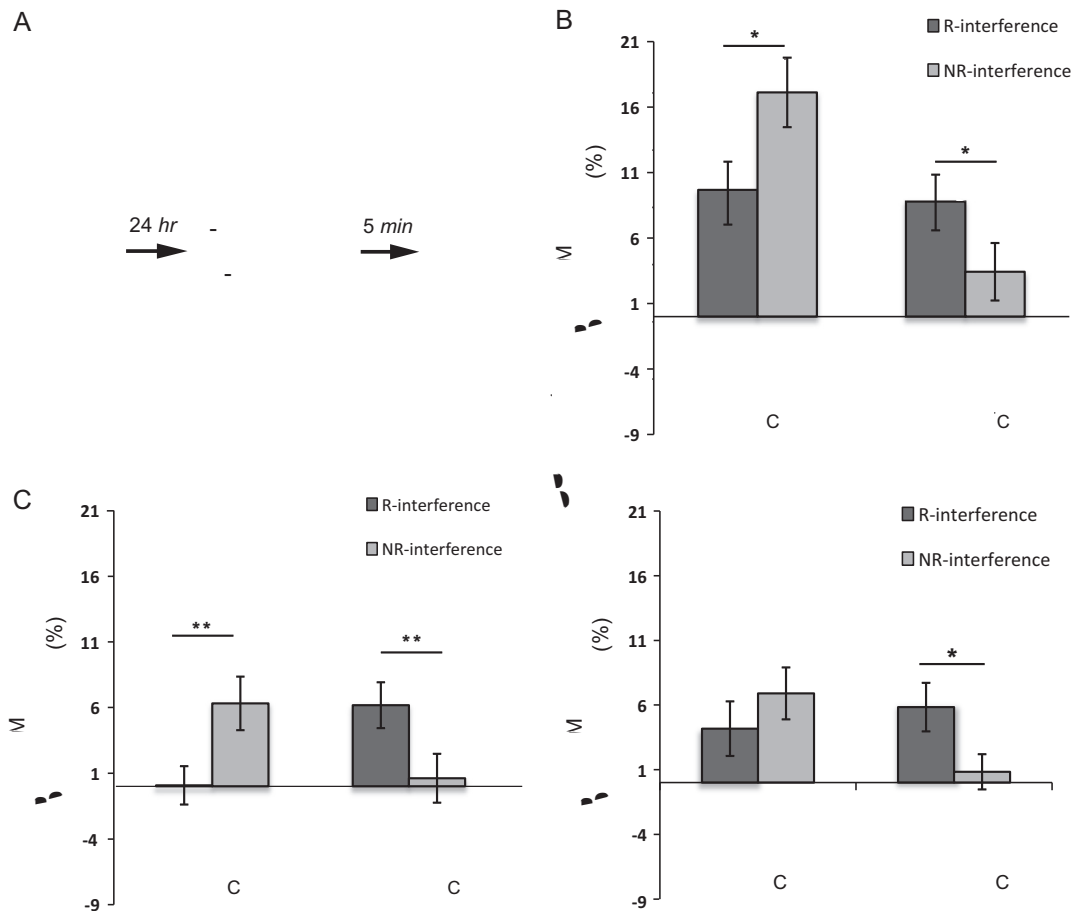 A
24 hr
-
-
5 min
B
R-interference
NR-interference
(%)
M
21
16
11
6
1
-4
-9
*
*
C
C
C
R-interference
NR-interference
(%)
M
21
16
11
6
1
-4
-9
**
**
C
C
R-interference
NR-interference
(%)
M
21
16
11
6
1
-4
-9
*
C
C